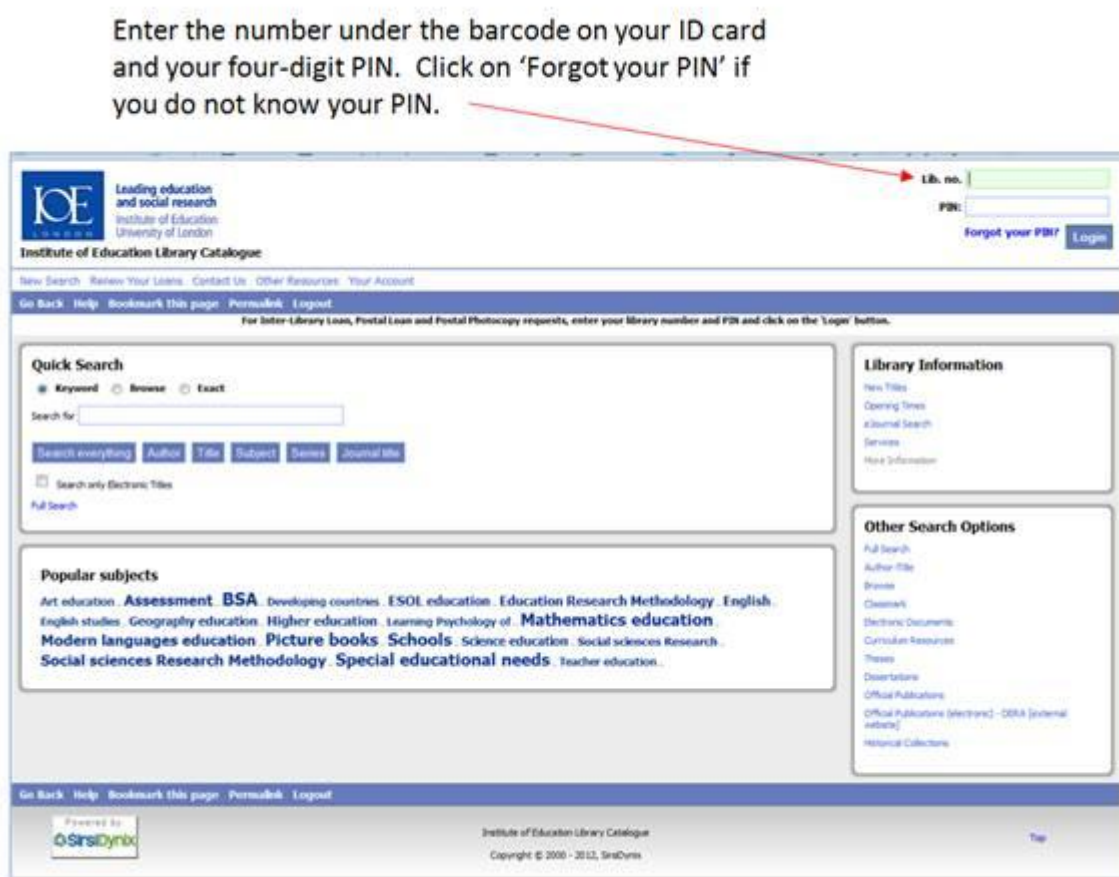 Enter the number under the barcode on your ID card
and your four-digit PIN. Click on ‘Forgot your PIN’ if
you do not know your PIN.
IOE
LONDON
Leading education
and social research
Institute of Education
University of London
Institute of Education Library Catalogue
Lib. no.
PIN:
Forgot your PIN? Login
New Search Renew Your Loans Contact Us Other Resources Your Account
Go Back Help Bookmark this page Permalink Logout
For Inter-Library Loan, Postal Loan and Postal Photocopy requests, enter your library number and PIN and click on the 'Login' button.
Quick Search
Keyword Browse Exact
Search for
Search everything Author Title Subject Series Journal title
Search only Electronic Titles
Full Search
Popular subjects
Art education . Assessment . BSA . Developing countries . ESOL education . Education Research Methodology . English .
English studies . Geography education . Higher education . Learning Psychology of . Mathematics education .
Modern languages education . Picture books . Schools . Science education . Social sciences Research .
Social sciences Research Methodology . Special educational needs . Teacher education .
Library Information
New Titles
Opening Times
eJournal Search
Services
More Information
Other Search Options
Full Search
Author-Title
Browse
Classmark
Electronic Documents
Curriculum Resources
Theses
Dissertations
Official Publications
Official Publications (electronic) - DERA [external
website]
Historical Collections
Go Back Help Bookmark this page Permalink Logout
Powered by
SirsiDynix
Institute of Education Library Catalogue
Copyright © 2000 - 2012, SirsiDynix
Top